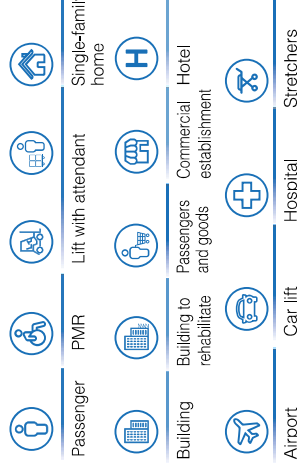 Passenger
PMR
Lift with attendant
Single-family
home
Building
Building to
rehabilitate
Passengers
and goods
Commercial
establishment
H
Hotel
Airport
Car lift
Hospital
Stretchers